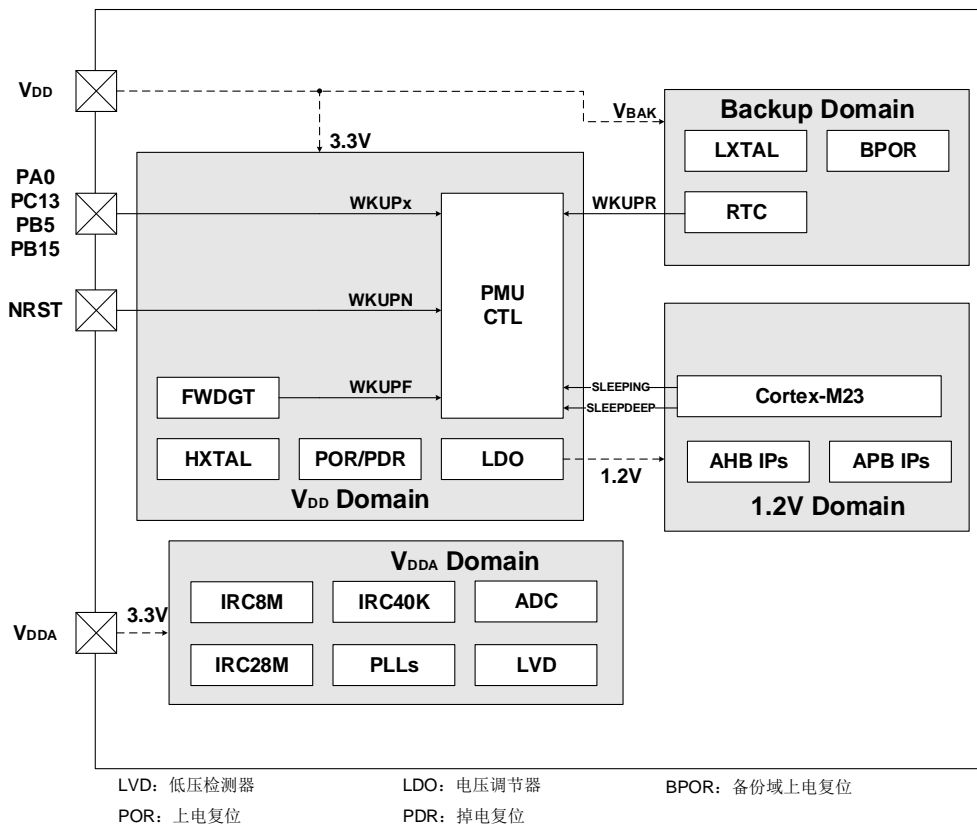 VDD
VBAK
3.3V
Backup Domain
LXTAL
BPOR
RTC
PA0
PC13
PB5
PB15
WKUPx
WKUPR
PMU
CTL
NRST
WKUPN
FWDGT
WKUPF
SLEEPING
SLEEPDEEP
Cortex-M23
HXTAL
POR/PDR
LDO
1.2V
AHB IPs
APB IPs
VDD Domain
1.2V Domain
VDDA Domain
IRC8M
IRC40K
ADC
VDDA
3.3V
IRC28M
PLLs
LVD
LVD：低压检测器
LDO：电压调节器
BPOR：备份域上电复位
POR：上电复位
PDR：掉电复位